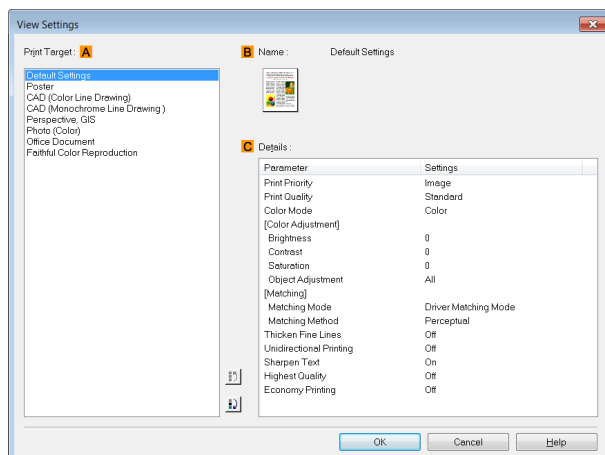 View Settings
Print Target : A
Default Settings
Poster
CAD (Color Line Drawing)
CAD (Monochrome Line Drawing )
Perspective, GIS
Photo (Color)
Office Document
Faithful Color Reproduction
B Name : Default Settings
C Details :
Parameter Settings
Print Priority Image
Print Quality Standard
Color Mode Color
[Color Adjustment]
Brightness 0
Contrast 0
Saturation 0
Object Adjustment All
[Matching]
Matching Mode Driver Matching Mode
Matching Method Perceptual
Thicken Fine Lines Off
Unidirectional Printing Off
Sharpen Text On
Highest Quality Off
Economy Printing Off
OK Cancel Help